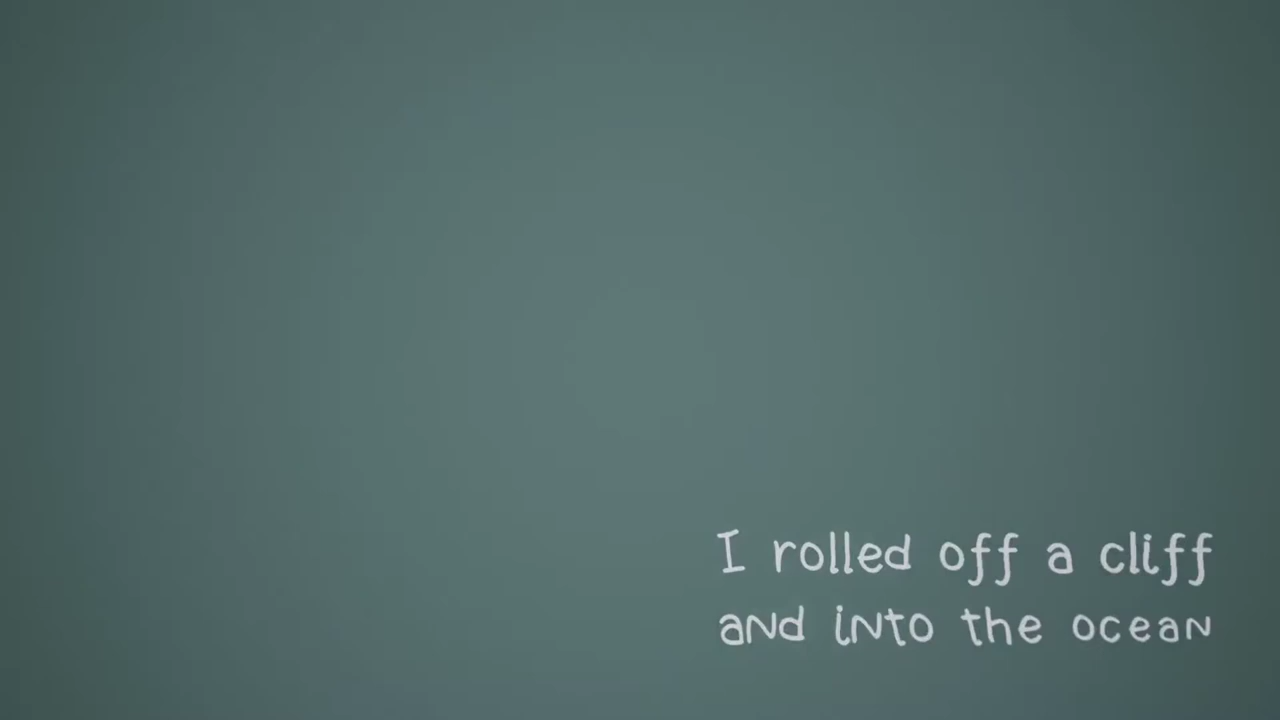 I rolled off a cliff
and into the ocean